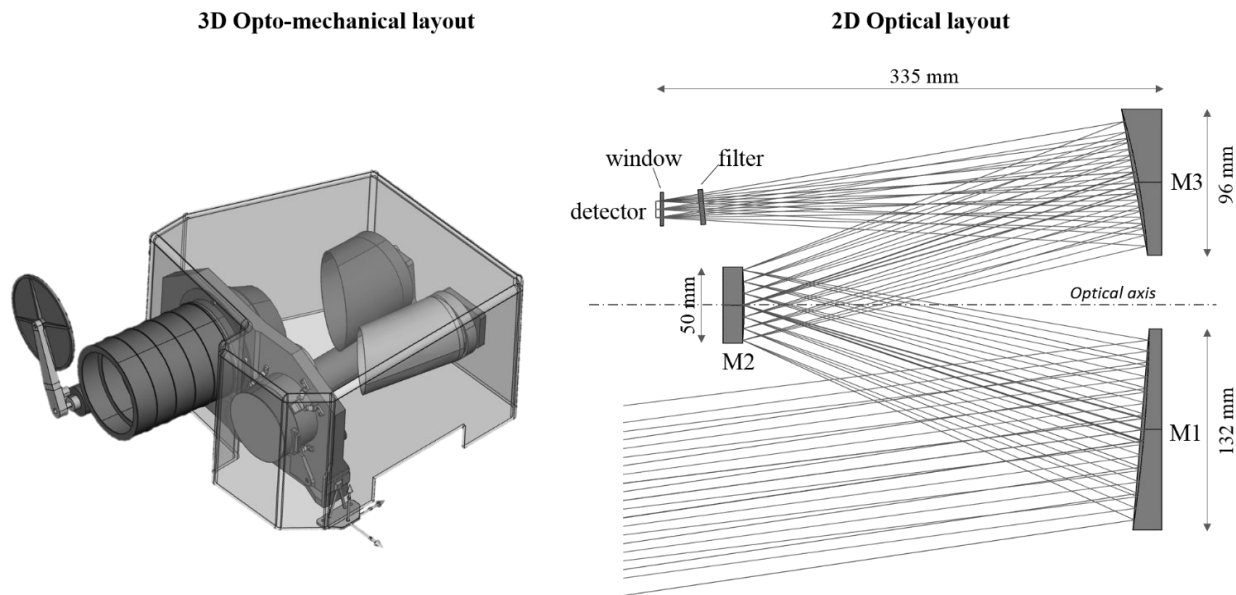 3D Opto-mechanical layout
2D Optical layout
335 mm
window
filter
detector
M3
96 mm
50 mm
Optical axis
M2
M1
132 mm